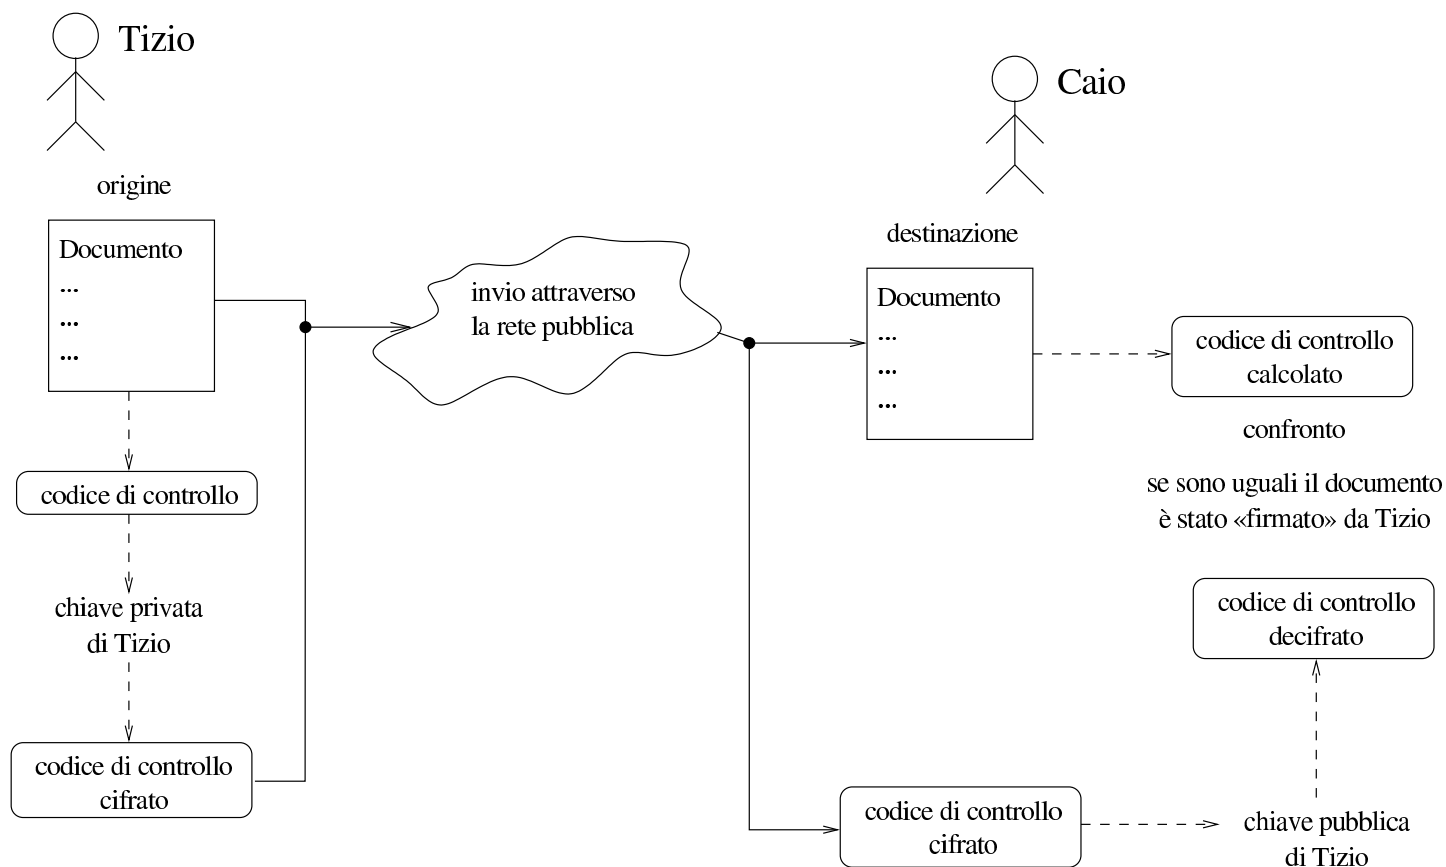 Tizio
origine
Documento
...
...
...
codice di controllo
chiave privata
di Tizio
codice di controllo
cifrato
invio attraverso
la rete pubblica
Caio
destinazione
Documento
...
...
...
codice di controllo
calcolato
confronto
se sono uguali il documento
è stato «firmato» da Tizio
codice di controllo
decifrato
codice di controllo
cifrato
chiave pubblica
di Tizio